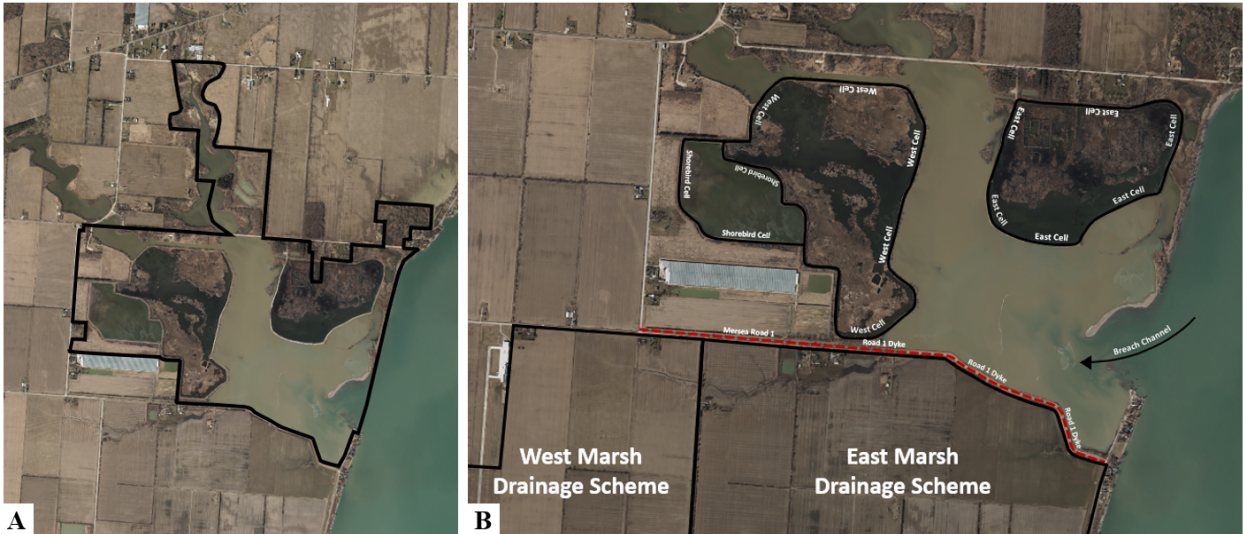 West Cell
West Cell
West Cell
West Cell
West Cell
East Cell
East Cell
East Cell
East Cell
East Cell
East Cell
Shorebird Cell
Shorebird Cell
Shorebird Cell
Mersea Road 1
Road 1 Dyke
Road 1 Dyke
Road 1 Dyke
Breach Channel
West Marsh
Drainage Scheme
East Marsh
Drainage Scheme
A
B